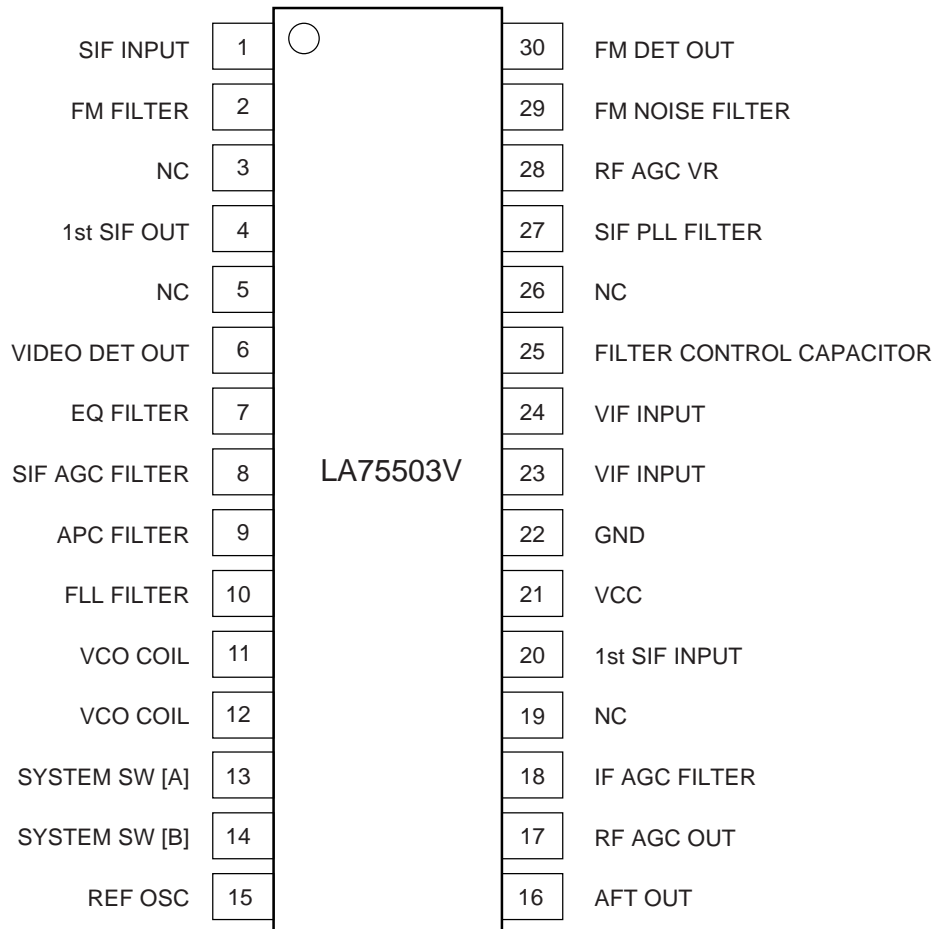 SIF INPUT 1 30 FM DET OUT
FM FILTER 2 29 FM NOISE FILTER
NC 3 28 RF AGC VR
1st SIF OUT 4 27 SIF PLL FILTER
NC 5 26 NC
VIDEO DET OUT 6 25 FILTER CONTROL CAPACITOR
EQ FILTER 7 24 VIF INPUT
SIF AGC FILTER 8 LA75503V 23 VIF INPUT
APC FILTER 9 22 GND
FLL FILTER 10 21 VCC
VCO COIL 11 20 1st SIF INPUT
VCO COIL 12 19 NC
SYSTEM SW [A] 13 18 IF AGC FILTER
SYSTEM SW [B] 14 17 RF AGC OUT
REF OSC 15 16 AFT OUT